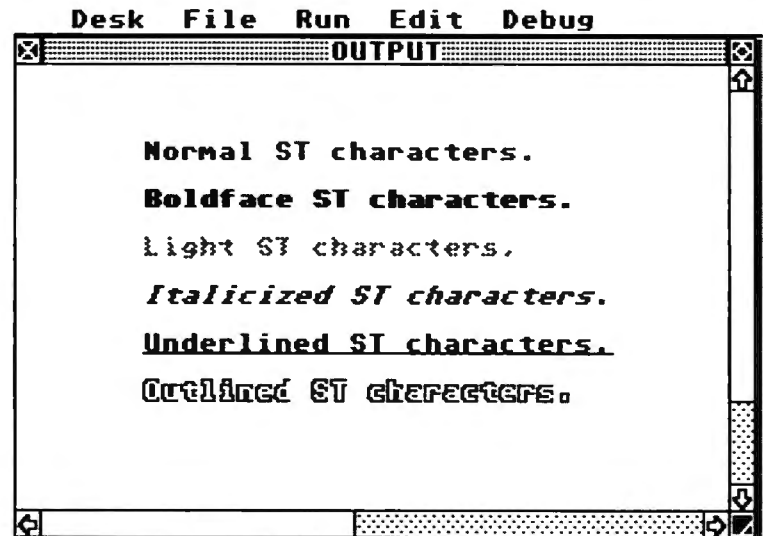 Desk File Run Edit Debug
OUTPUT
Normal ST characters.
Boldface ST characters.
Light ST characters.
Italicized ST characters.
Underlined ST characters.
Outlined ST characters.